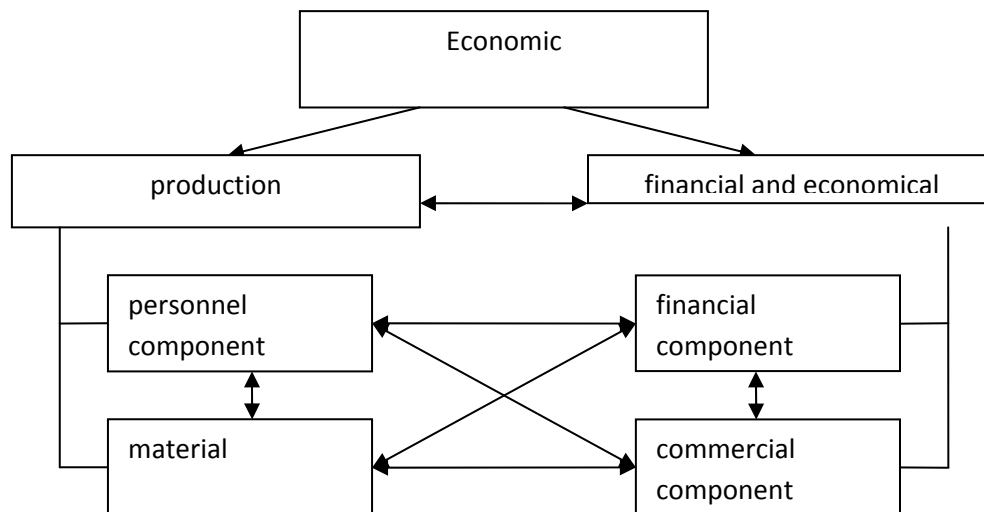 Economic
production
financial and economical
personnel
component
financial
component
material
commercial
component